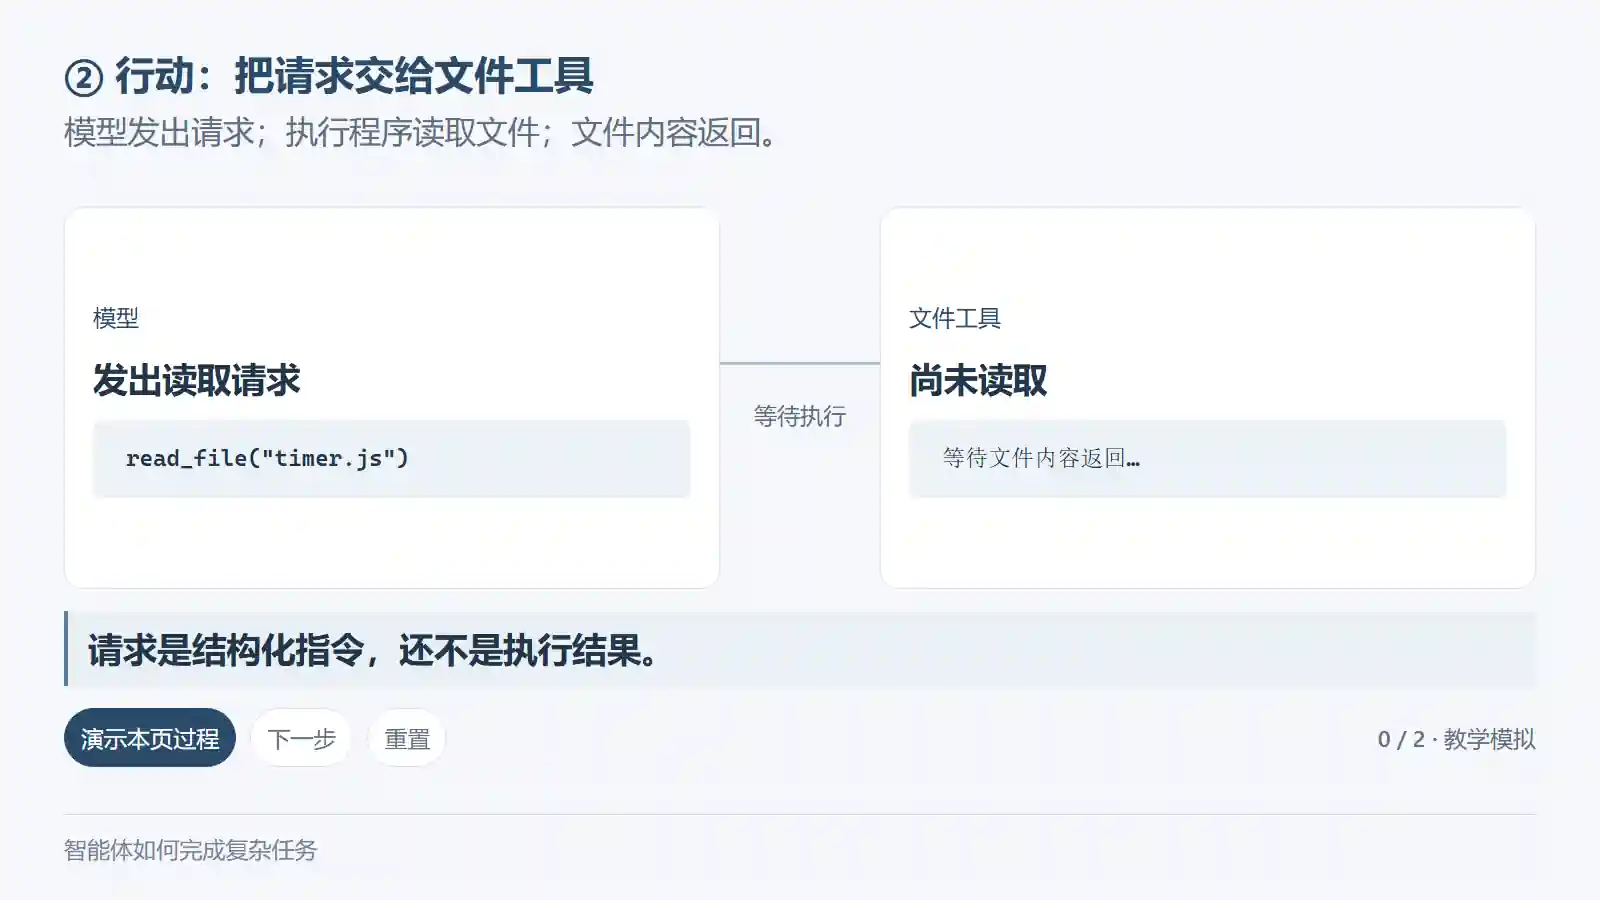 ② 行动：把请求交给文件工具
模型发出请求；执行程序读取文件；文件内容返回。
模型
发出读取请求
read_file("timer.js")
等待执行
文件工具
尚未读取
等待文件内容返回…
请求是结构化指令，还不是执行结果。
演示本页过程
下一步
重置
0 / 2 · 教学模拟
智能体如何完成复杂任务